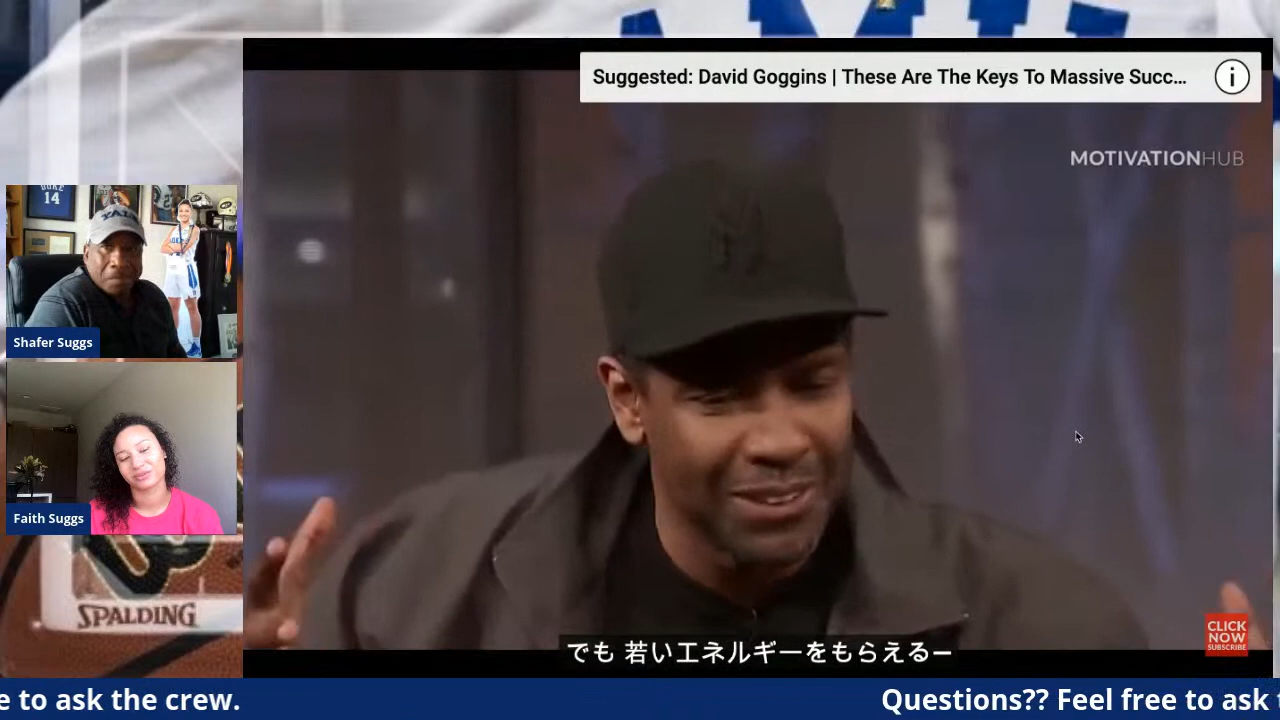 Suggested: David Goggins | These Are The Keys To Massive Succ...
MOTIVATIONHUB
DUKE
14
YALE
DUKE
Shafer Suggs
Faith Suggs
SPALDING
でも 若いエネルギーをもらえるー
CLICK
NOW
SUBSCRIBE
e to ask the crew.
Questions?? Feel free to ask